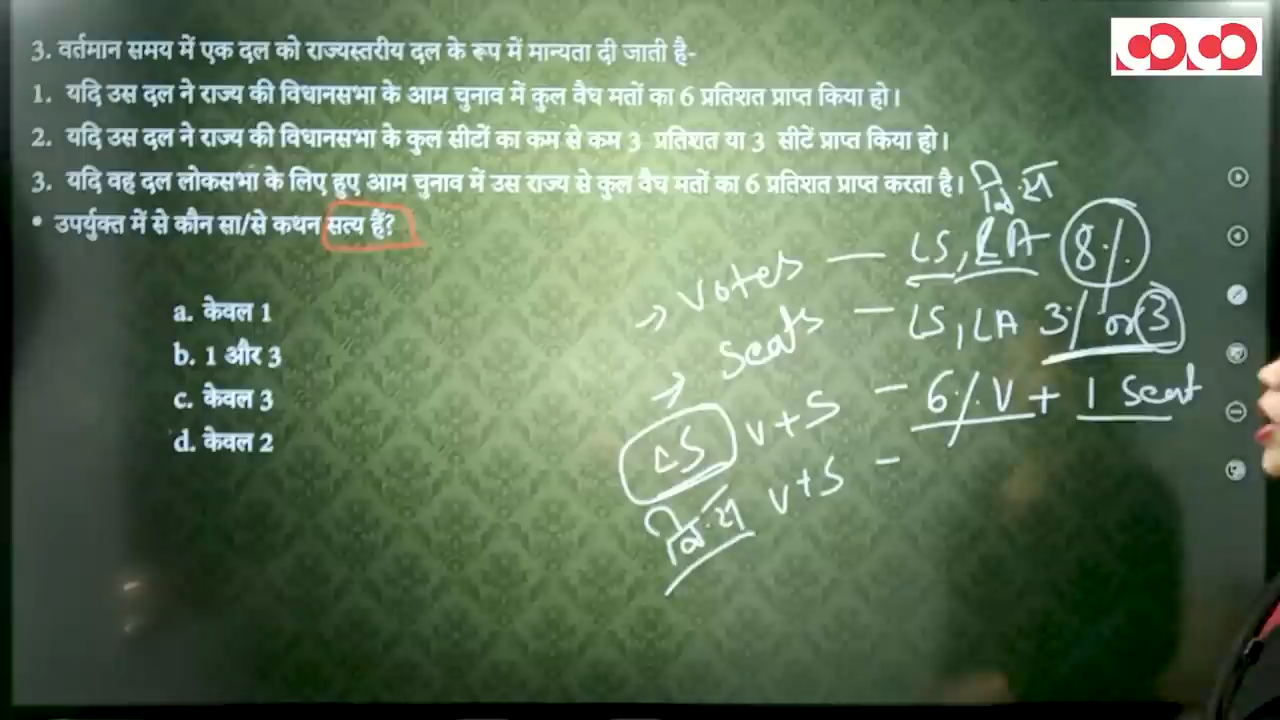 3. वर्तमान समय में एक दल को राज्यस्तरीय दल के रूप में मान्यता दी जाती है-
1. यदि उस दल ने राज्य की विधानसभा के आम चुनाव में कुल वैध मतों का 6 प्रतिशत प्राप्त किया हो।
2. यदि उस दल ने राज्य की विधानसभा के कुल सीटों का कम से कम 3 प्रतिशत या 3 सीटें प्राप्त किया हो।
3. यदि वह दल लोकसभा के लिए हुए आम चुनाव में उस राज्य से कुल वैध मतों का 6 प्रतिशत प्राप्त करता है।
• उपर्युक्त में से कौन सा/से कथन सत्य हैं?
a. केवल 1
b. 1 और 3
c. केवल 3
d. केवल 2
वि.स
→ Votes — LS, LA 8%
→ Seats — LS, LA 3% or 3
LS V+S — 6% V + 1 Seat
वि.स V+S —